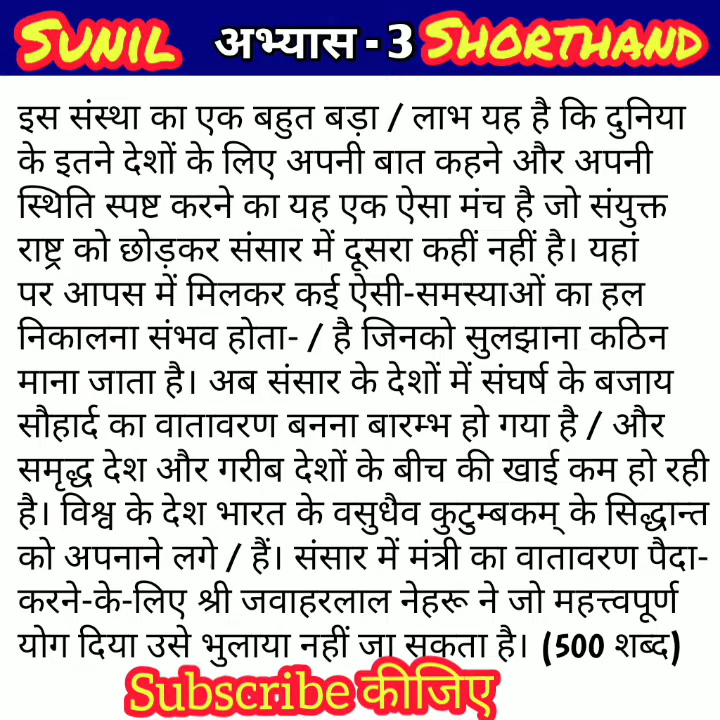 SUNIL अभ्यास - 3 SHORTHAND
इस संस्था का एक बहुत बड़ा / लाभ यह है कि दुनिया
के इतने देशों के लिए अपनी बात कहने और अपनी
स्थिति स्पष्ट करने का यह एक ऐसा मंच है जो संयुक्त
राष्ट्र को छोड़कर संसार में दूसरा कहीं नहीं है। यहां
पर आपस में मिलकर कई ऐसी-समस्याओं का हल
निकालना संभव होता- / है जिनको सुलझाना कठिन
माना जाता है। अब संसार के देशों में संघर्ष के बजाय
सौहार्द का वातावरण बनना बारम्भ हो गया है / और
समृद्ध देश और गरीब देशों के बीच की खाई कम हो रही
है। विश्व के देश भारत के वसुधैव कुटुम्बकम् के सिद्धान्त
को अपनाने लगे / हैं। संसार में मंत्री का वातावरण पैदा-
करने-के-लिए श्री जवाहरलाल नेहरू ने जो महत्त्वपूर्ण
योग दिया उसे भुलाया नहीं जा सकता है। (500 शब्द)
Subscribe कीजिए